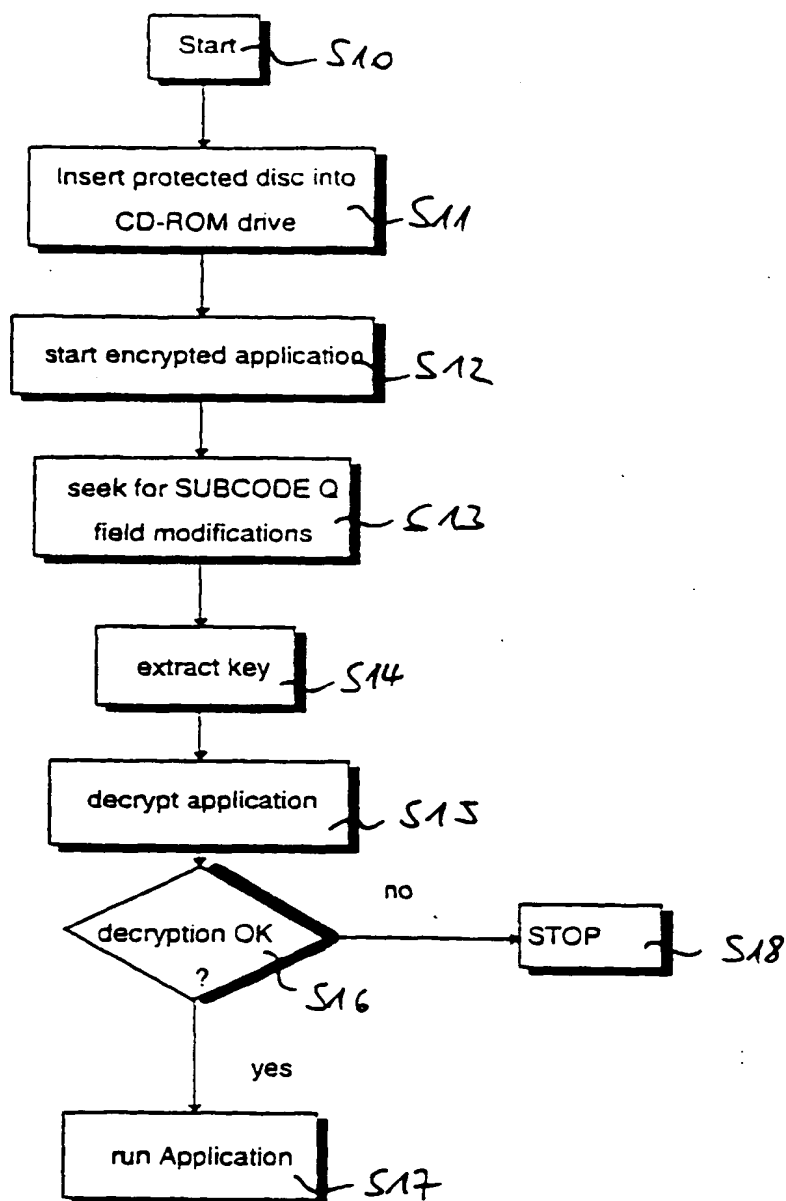 Start S10
Insert protected disc into
CD-ROM drive S11
start encrypted application S12
seek for SUBCODE Q
field modifications S13
extract key S14
decrypt application S15
no
decryption OK
?
S16
STOP S18
yes
run Application S17